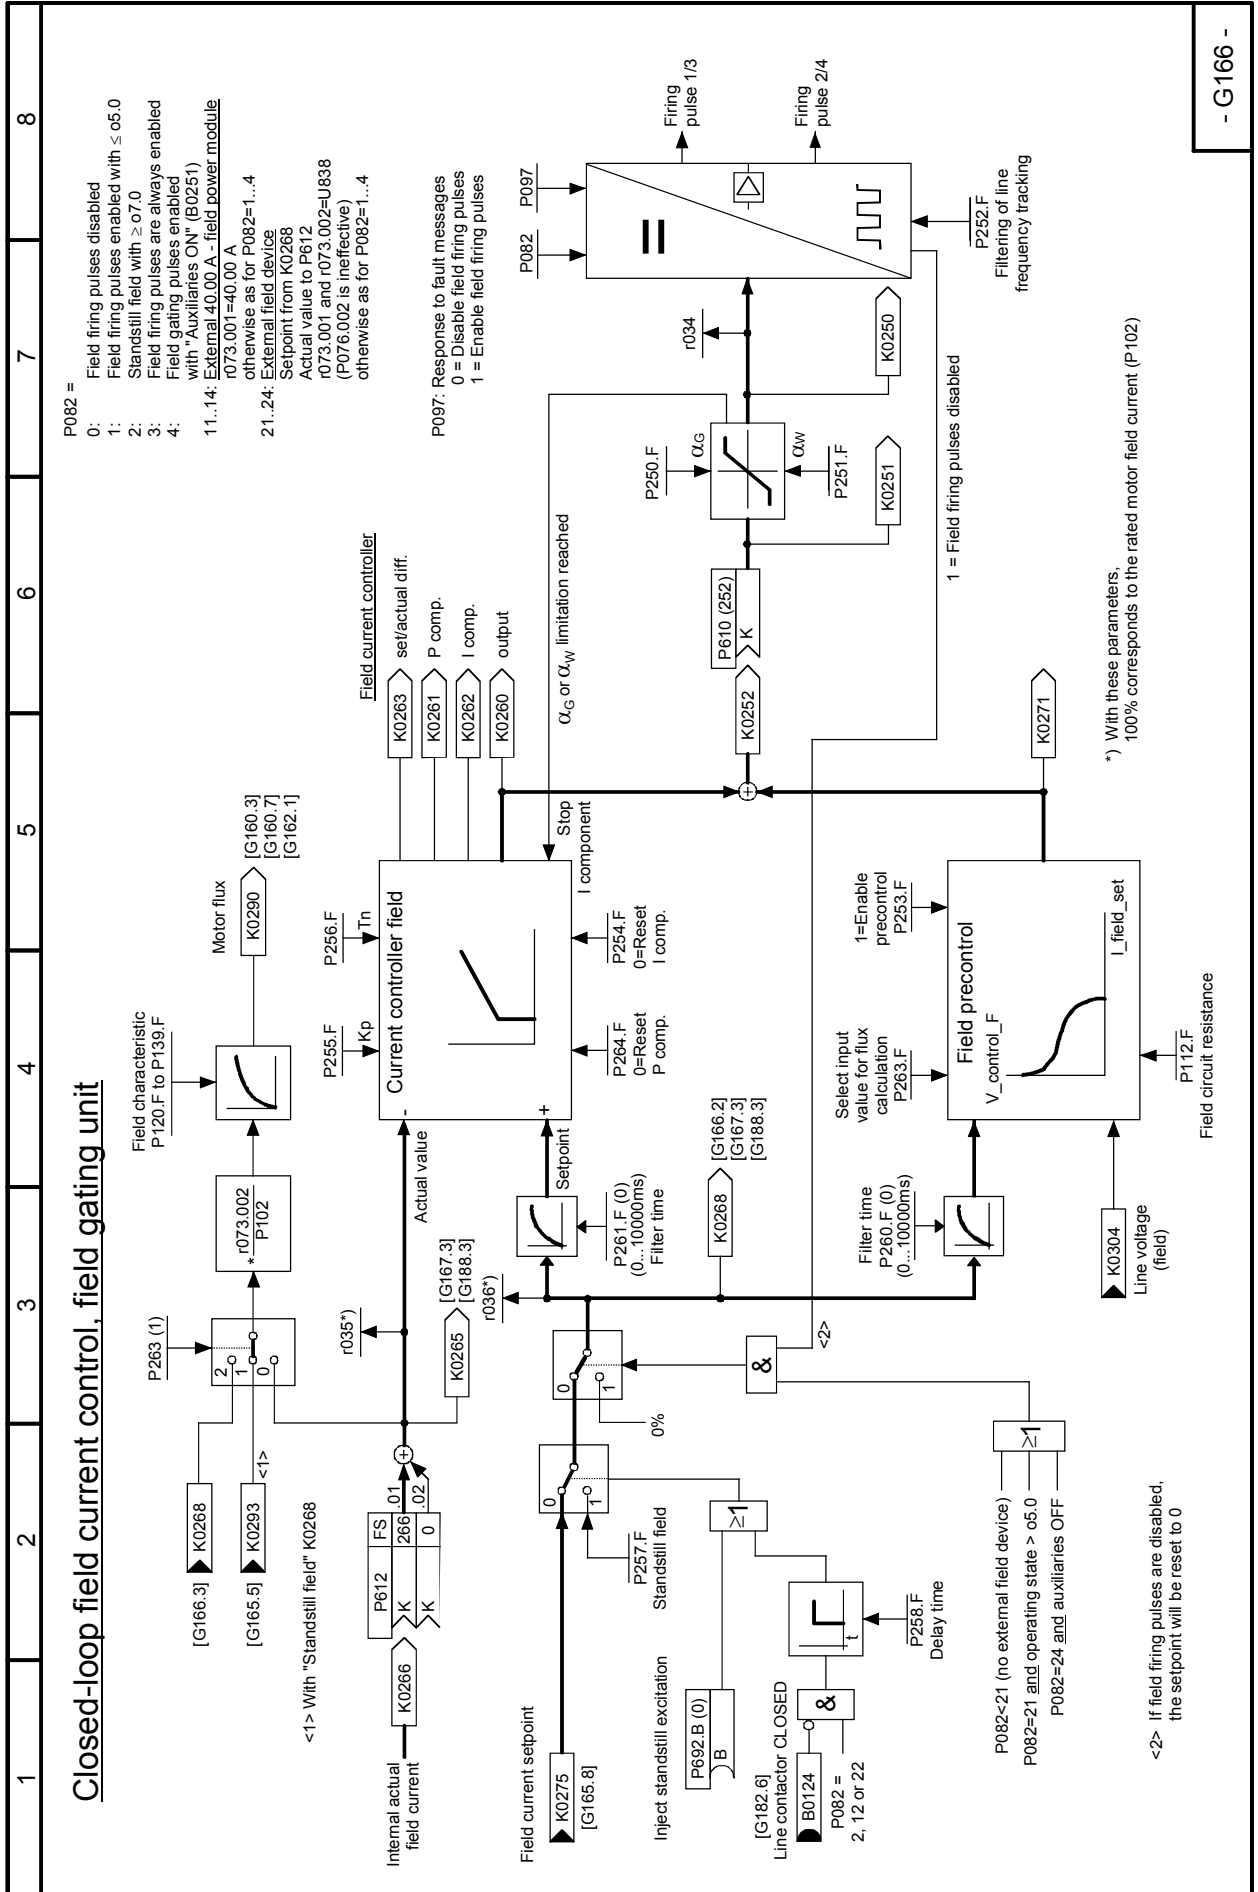 1 2 3 4 5 6 7 8
Closed-loop field current control, field gating unit
P082 =
0: Field firing pulses disabled
1: Field firing pulses enabled with ≤ o5.0
2: Standstill field with ≥ o7.0
3: Field firing pulses are always enabled
4: Field gating pulses enabled
with "Auxiliaries ON" (B0251)
11..14: External 40.00 A - field power module
r073.001=40.00 A
otherwise as for P082=1...4
21..24: External field device
Setpoint from K0268
Actual value to P612
r073.001 and r073.002=U838
(P076.002 is ineffective)
otherwise as for P082=1...4
P097: Response to fault messages
0 = Disable field firing pulses
1 = Enable field firing pulses
[G166.3]
K0268
[G165.5]
K0293
<1>
<1> With "Standstill field" K0268
P263 (1)
2
1
0
* r073.002
P102
Field characteristic
P120.F to P139.F
Motor flux
K0290
[G160.3]
[G160.7]
[G162.1]
Internal actual
field current
K0266
P612 FS
K 266 .01
K 0 .02
+
r035*)
K0265
[G167.3]
[G188.3]
Actual value
P255.F
Kp
P256.F
Tn
Current controller field
-
+
P264.F
0=Reset
P comp.
P254.F
0=Reset
I comp.
Stop
I component
Field current controller
K0263 set/actual diff.
K0261 P comp.
K0262 I comp.
K0260 output
αG or αW limitation reached
Field current setpoint
K0275
[G165.8]
0
1
P257.F
Standstill field
0
1
0%
r036*)
Setpoint
P261.F (0)
(0...10000ms)
Filter time
K0268
[G166.2]
[G167.3]
[G188.3]
Inject standstill excitation
P692.B (0)
B
≥1
[G182.6]
Line contactor CLOSED
B0124
P082 =
2, 12 or 22
&
t
P258.F
Delay time
&
<2>
P082<21 (no external field device)
P082=21 and operating state > o5.0
P082=24 and auxiliaries OFF
≥1
<2> If field firing pulses are disabled,
the setpoint will be reset to 0
Filter time
P260.F (0)
(0...10000ms)
K0304
Line voltage
(field)
Select input
value for flux
calculation
P263.F
1=Enable
precontrol
P253.F
Field precontrol
V_control_F
I_field_set
P112.F
Field circuit resistance
K0271
+
K0252
P610 (252)
K
K0251
P250.F
αG
αW
P251.F
K0250
r034
P082
P097
=
Firing
pulse 1/3
Firing
pulse 2/4
P252.F
Filtering of line
frequency tracking
1 = Field firing pulses disabled
*) With these parameters,
100% corresponds to the rated motor field current (P102)
- G166 -